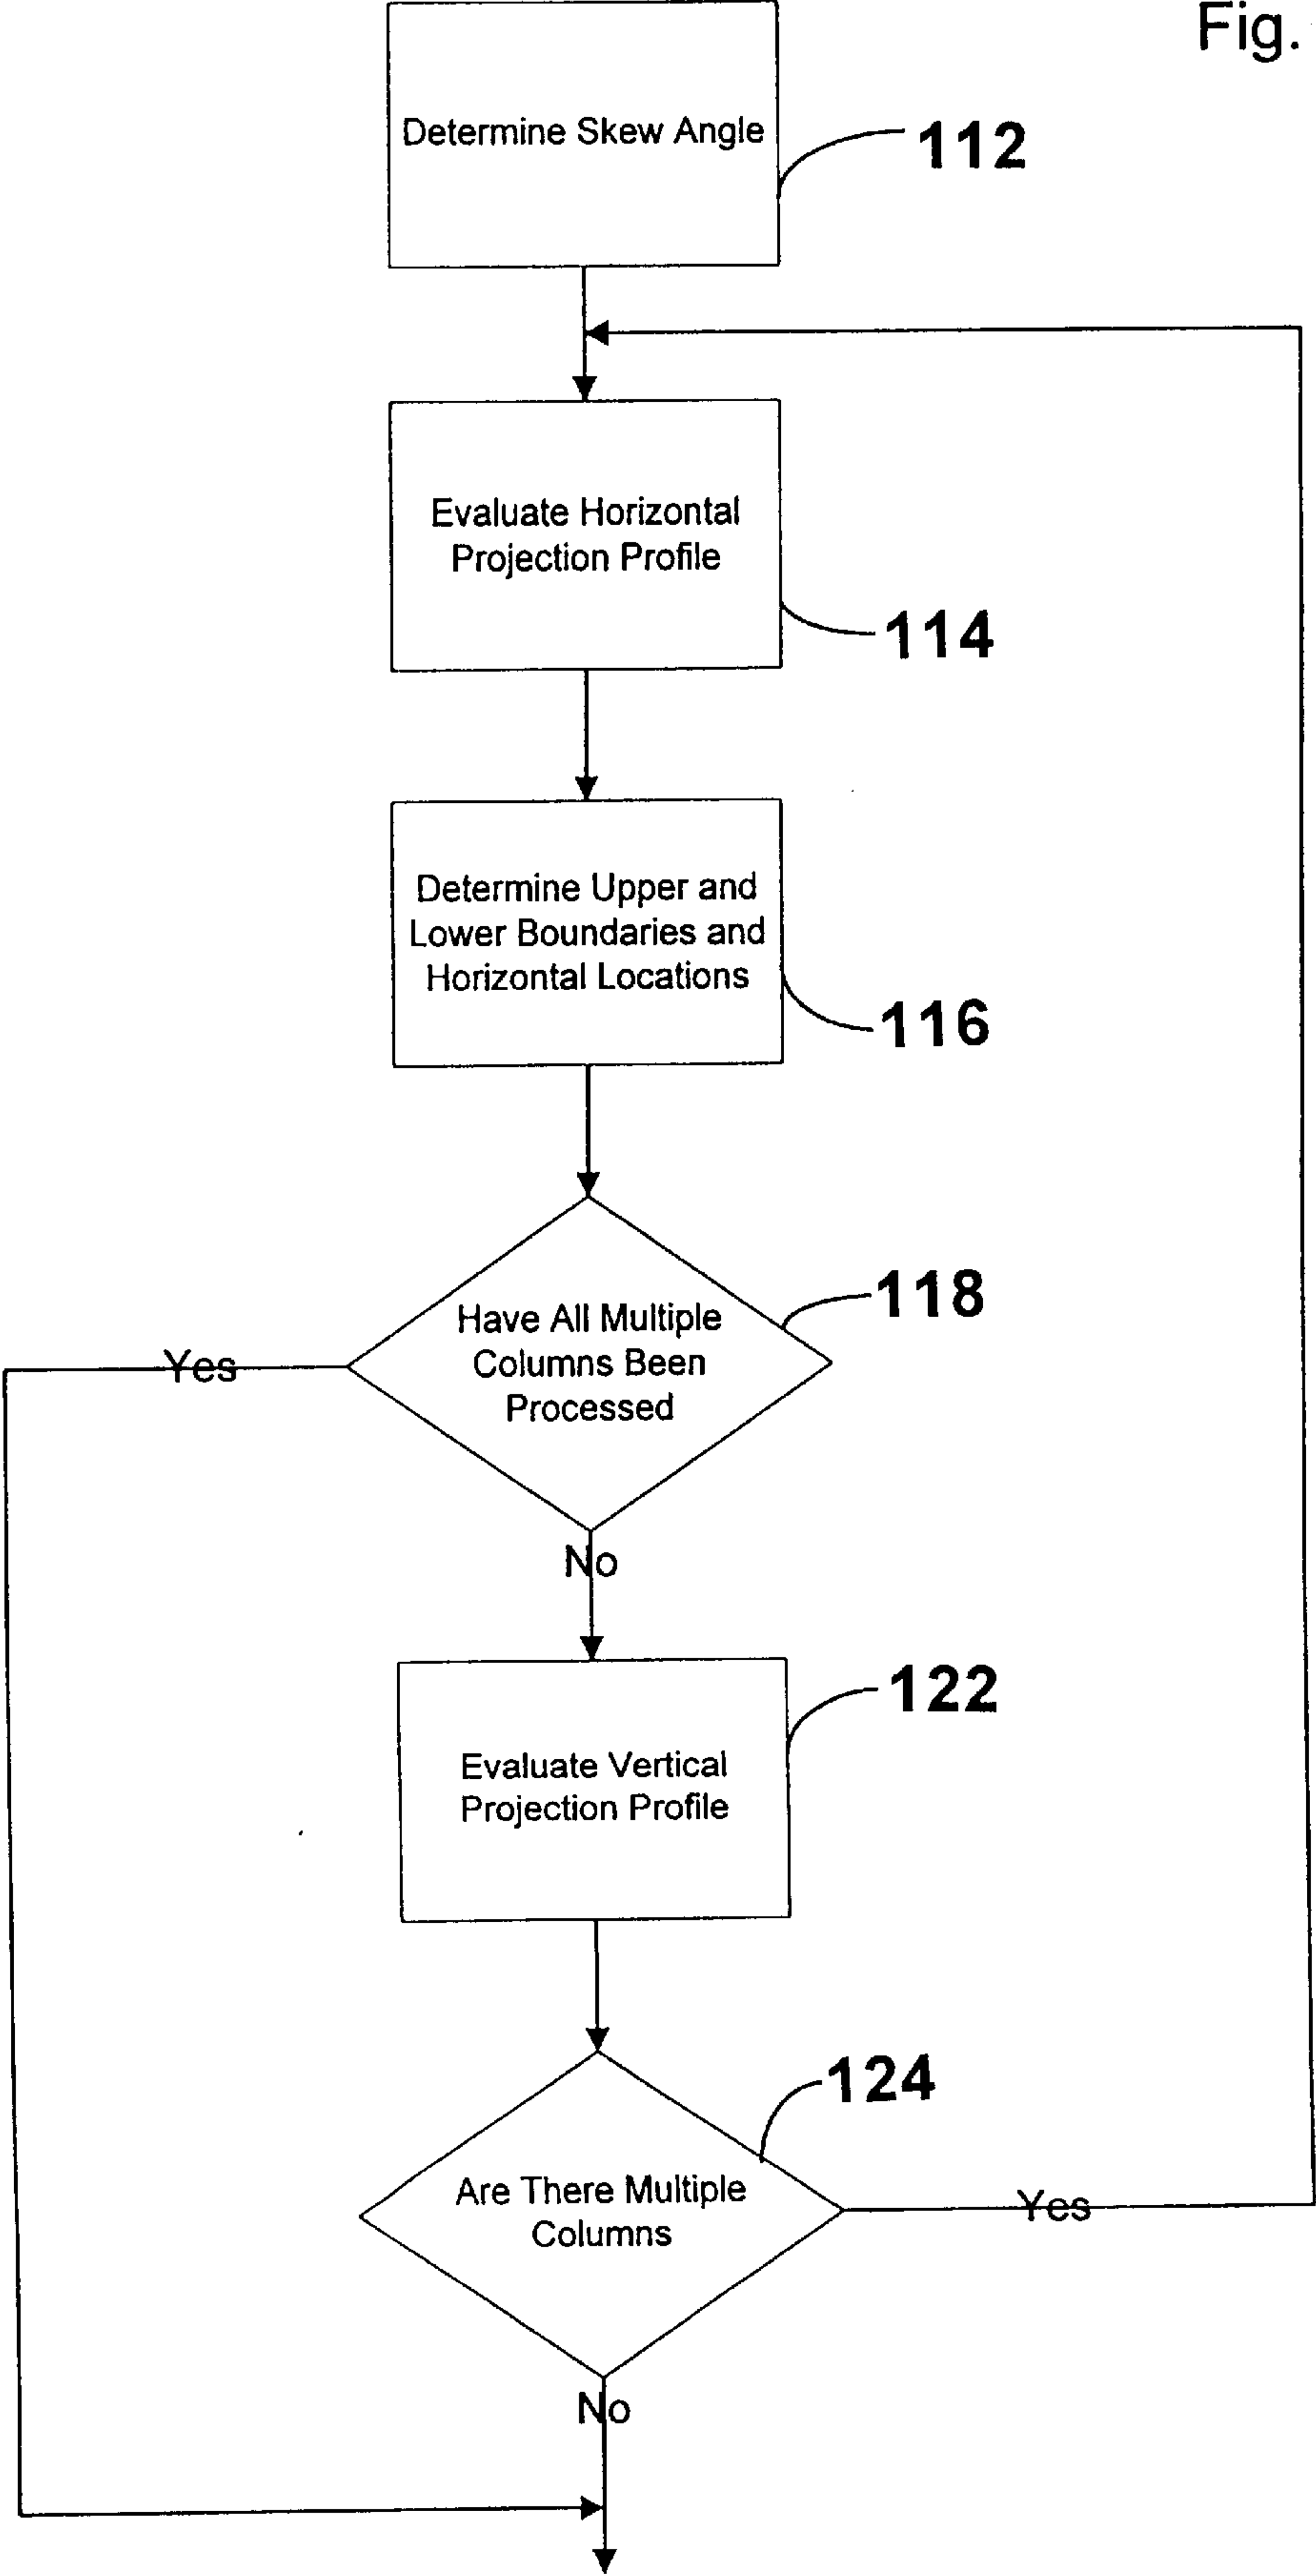 Fig.
Determine Skew Angle
112
Evaluate Horizontal
Projection Profile
114
Determine Upper and
Lower Boundaries and
Horizontal Locations
116
118
Have All Multiple
Columns Been
Processed
Yes
No
122
Evaluate Vertical
Projection Profile
124
Are There Multiple
Columns
Yes
No